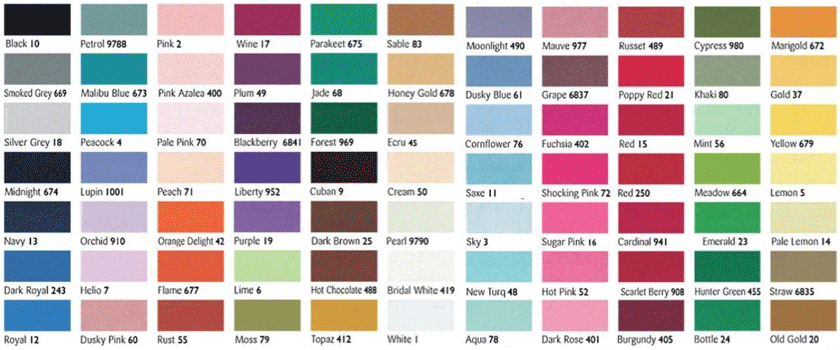 Black 10 Petrol 9788 Pink 2 Wine 17 Parakeet 675 Sable 83 Moonlight 490 Mauve 977 Russet 489 Cypress 980 Marigold 672
Smoked Grey 669 Malibu Blue 673 Pink Azalea 400 Plum 49 Jade 68 Honey Gold 678 Dusky Blue 61 Grape 6837 Poppy Red 21 Khaki 80 Gold 37
Silver Grey 18 Peacock 4 Pale Pink 70 Blackberry 6841 Forest 969 Ecru 45 Cornflower 76 Fuchsia 402 Red 15 Mint 56 Yellow 679
Midnight 674 Lupin 1001 Peach 71 Liberty 952 Cuban 9 Cream 50 Saxe 11 Shocking Pink 72 Red 250 Meadow 664 Lemon 5
Navy 13 Orchid 910 Orange Delight 42 Purple 19 Dark Brown 25 Pearl 9790 Sky 3 Sugar Pink 16 Cardinal 941 Emerald 23 Pale Lemon 14
Dark Royal 243 Helio 7 Flame 677 Lime 6 Hot Chocolate 488 Bridal White 419 New Turq 48 Hot Pink 52 Scarlet Berry 908 Hunter Green 455 Straw 6835
Royal 12 Dusky Pink 60 Rust 55 Moss 79 Topaz 412 White 1 Aqua 78 Dark Rose 401 Burgundy 405 Bottle 24 Old Gold 20